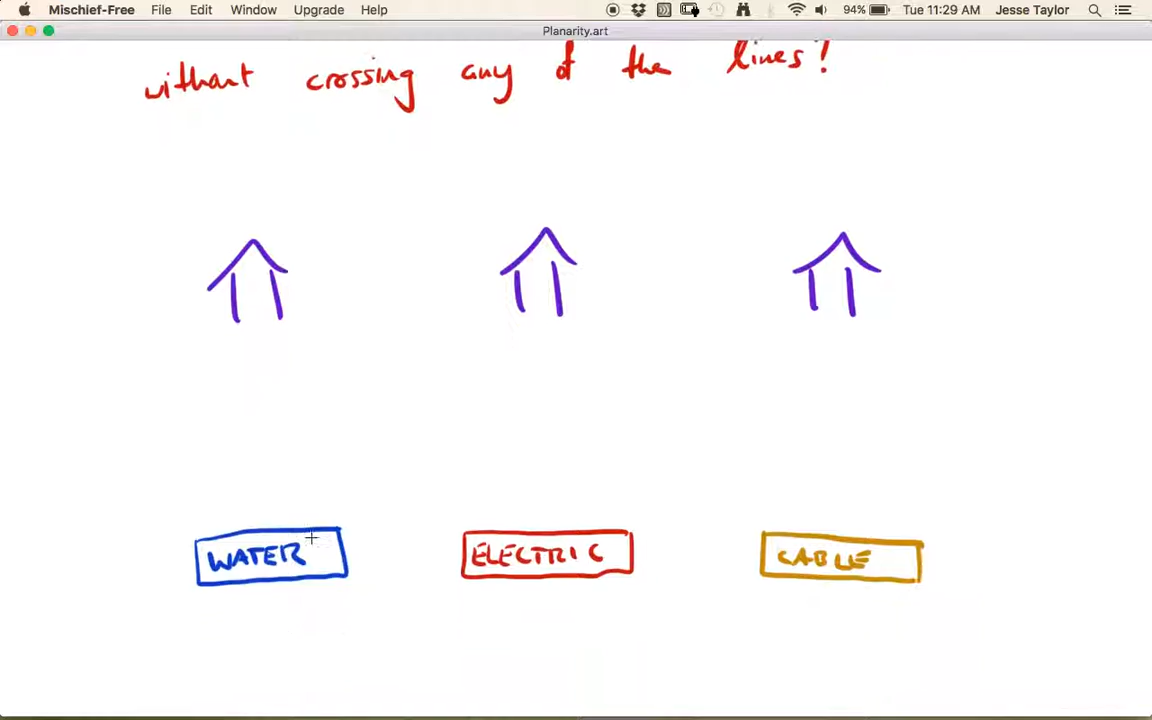 Mischief-Free File Edit Window Upgrade Help 94% Tue 11:29 AM Jesse Taylor
Planarity.art
without crossing any of the lines?
WATER ELECTRIC CABLE